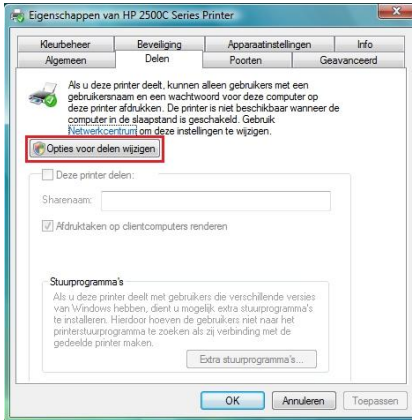 Eigenschappen van HP 2500C Series Printer
Kleurbeheer Beveiliging Apparaatinstellingen Info
Algemeen Delen Poorten Geavanceerd
Als u deze printer deelt, kunnen alleen gebruikers met een
gebruikersnaam en een wachtwoord voor deze computer op
deze printer afdrukken. De printer is niet beschikbaar wanneer de
computer in de slaapstand is geschakeld. Gebruik
Netwerkcentrum om deze instellingen te wijzigen.
Opties voor delen wijzigen
Deze printer delen:
Sharenaam:
Afdruktaken op clientcomputers renderen
Stuurprogramma's
Als u deze printer deelt met gebruikers die verschillende versies
van Windows hebben, dient u mogelijk extra stuurprogramma's
te installeren. Hierdoor hoeven de gebruikers niet naar het
printerstuurprogramma te zoeken als zij verbinding met de
gedeelde printer maken.
Extra stuurprogramma's...
OK Annuleren Toepassen